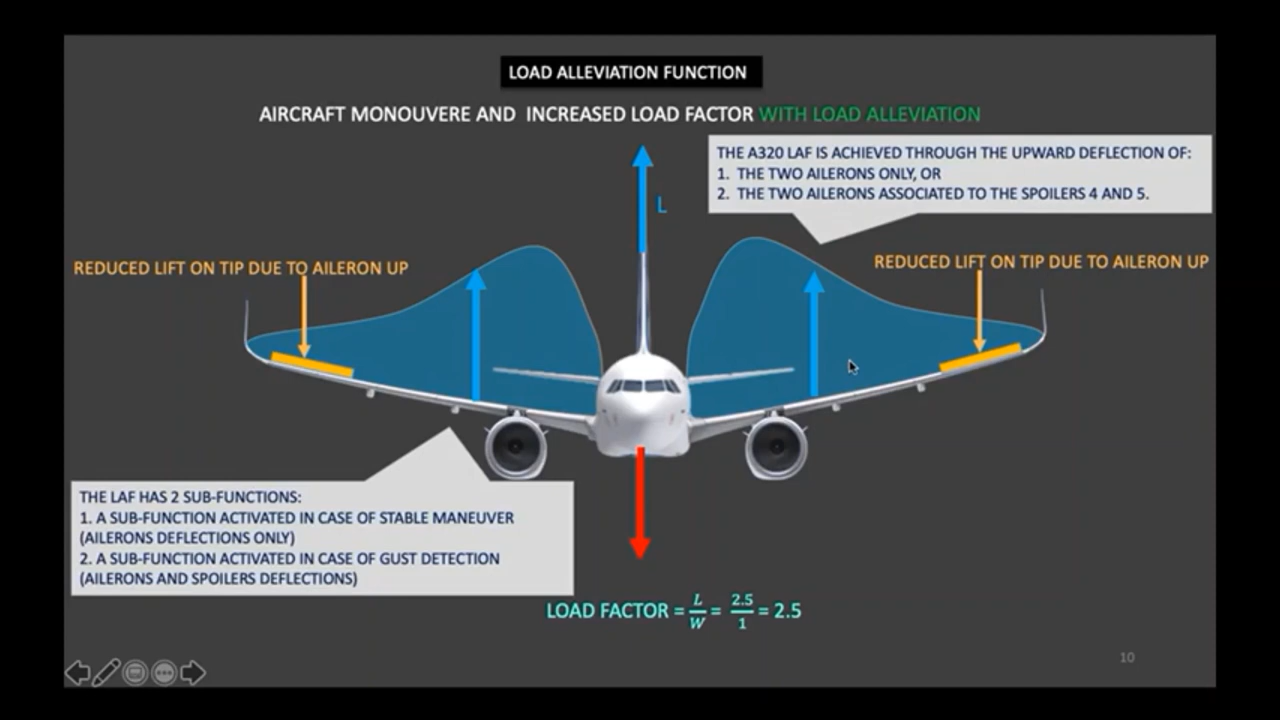 LOAD ALLEVIATION FUNCTION
AIRCRAFT MONOUVERE AND INCREASED LOAD FACTOR WITH LOAD ALLEVIATION
THE A320 LAF IS ACHIEVED THROUGH THE UPWARD DEFLECTION OF:
1. THE TWO AILERONS ONLY, OR
2. THE TWO AILERONS ASSOCIATED TO THE SPOILERS 4 AND 5.
L
REDUCED LIFT ON TIP DUE TO AILERON UP
REDUCED LIFT ON TIP DUE TO AILERON UP
THE LAF HAS 2 SUB-FUNCTIONS:
1. A SUB-FUNCTION ACTIVATED IN CASE OF STABLE MANEUVER
(AILERONS DEFLECTIONS ONLY)
2. A SUB-FUNCTION ACTIVATED IN CASE OF GUST DETECTION
(AILERONS AND SPOILERS DEFLECTIONS)
LOAD FACTOR = L/W = 2.5/1 = 2.5
10